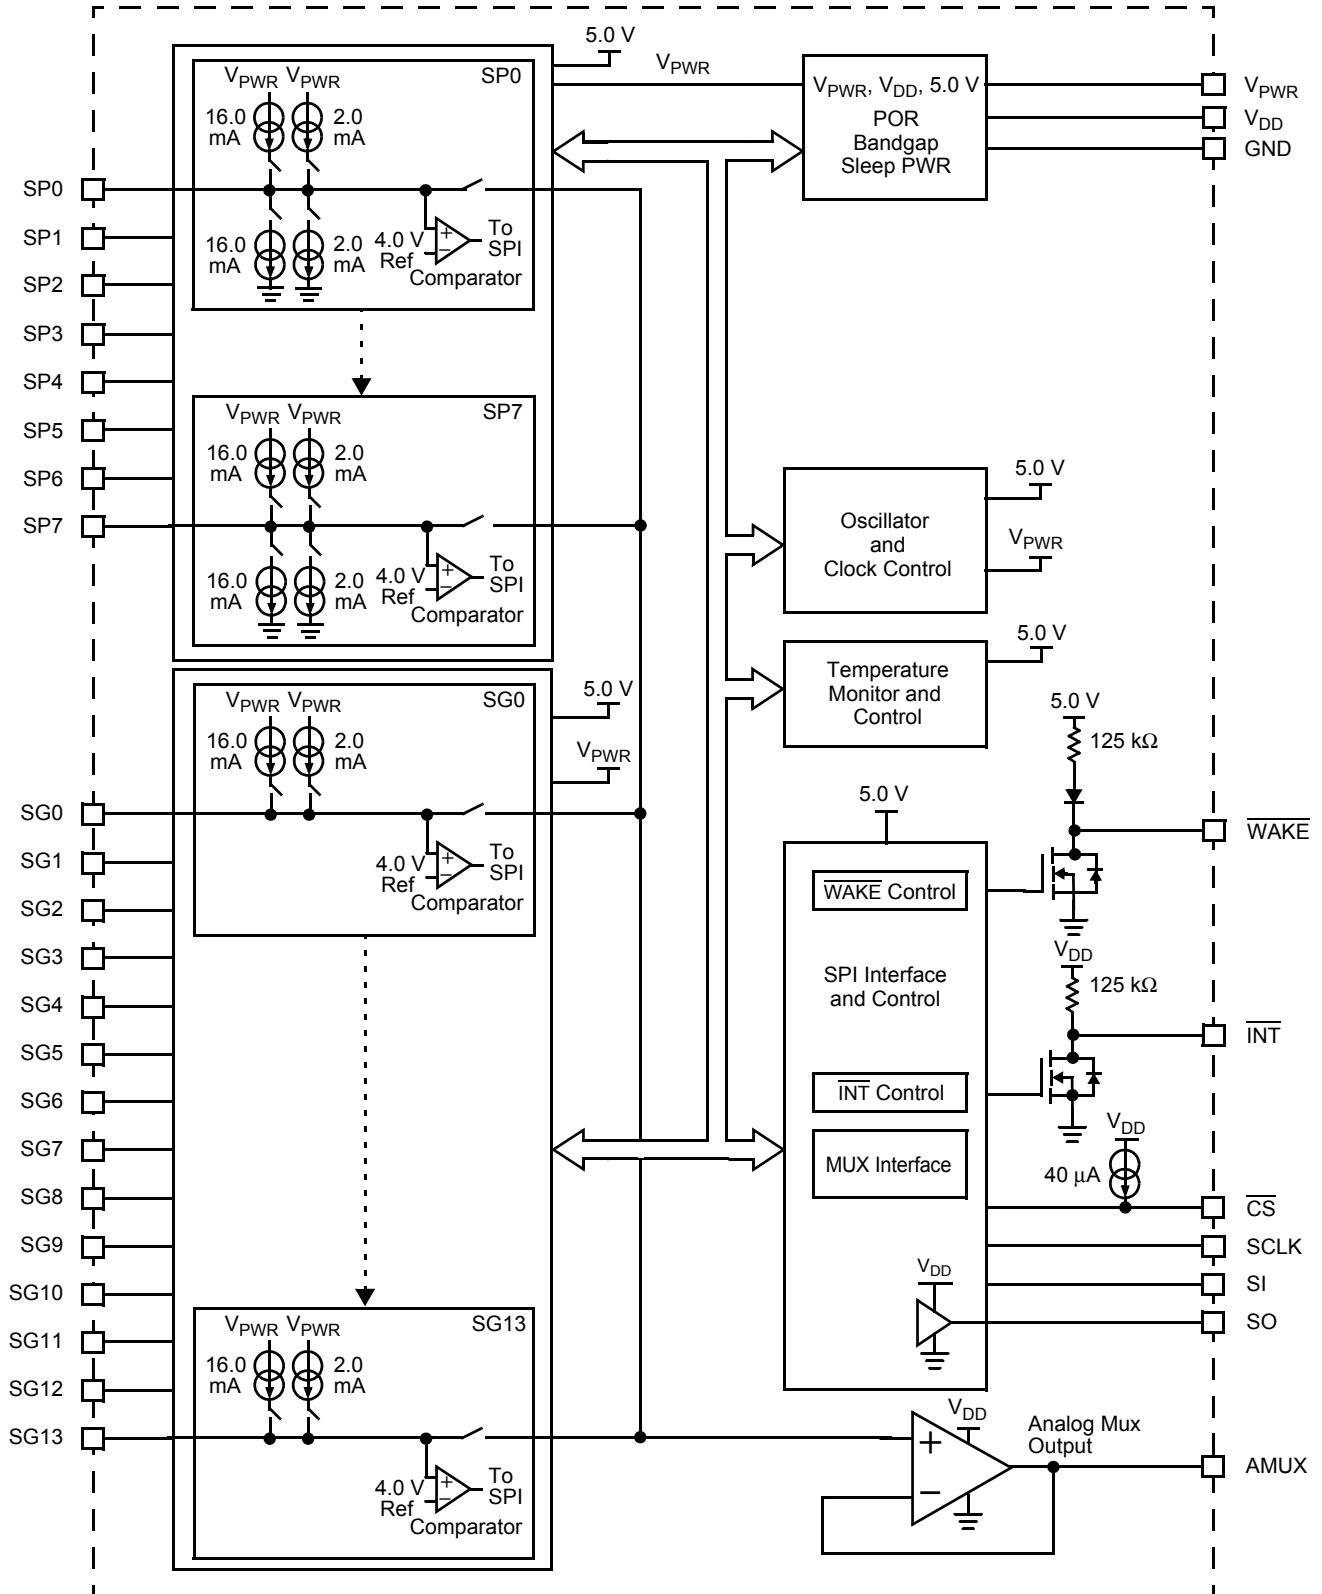 5.0 V
VPWR
SP0
VPWR VPWR
16.0 mA
2.0 mA
16.0 mA
2.0 mA
4.0 V Ref
+
−
To SPI
Comparator
SP7
VPWR VPWR
16.0 mA
2.0 mA
16.0 mA
2.0 mA
4.0 V Ref
+
−
To SPI
Comparator
SP0
SP1
SP2
SP3
SP4
SP5
SP6
SP7
VPWR, VDD, 5.0 V
POR
Bandgap
Sleep PWR
VPWR
VDD
GND
5.0 V
VPWR
Oscillator
and
Clock Control
5.0 V
Temperature
Monitor and
Control
5.0 V
VPWR
SG0
VPWR VPWR
16.0 mA
2.0 mA
4.0 V Ref
+
−
To SPI
Comparator
SG13
VPWR VPWR
16.0 mA
2.0 mA
4.0 V Ref
+
−
To SPI
Comparator
SG0
SG1
SG2
SG3
SG4
SG5
SG6
SG7
SG8
SG9
SG10
SG11
SG12
SG13
5.0 V
WAKE Control
SPI Interface
and Control
INT Control
MUX Interface
VDD
5.0 V
125 kΩ
WAKE
VDD
125 kΩ
INT
VDD
40 μA
CS
SCLK
SI
SO
VDD
+
−
Analog Mux
Output
AMUX